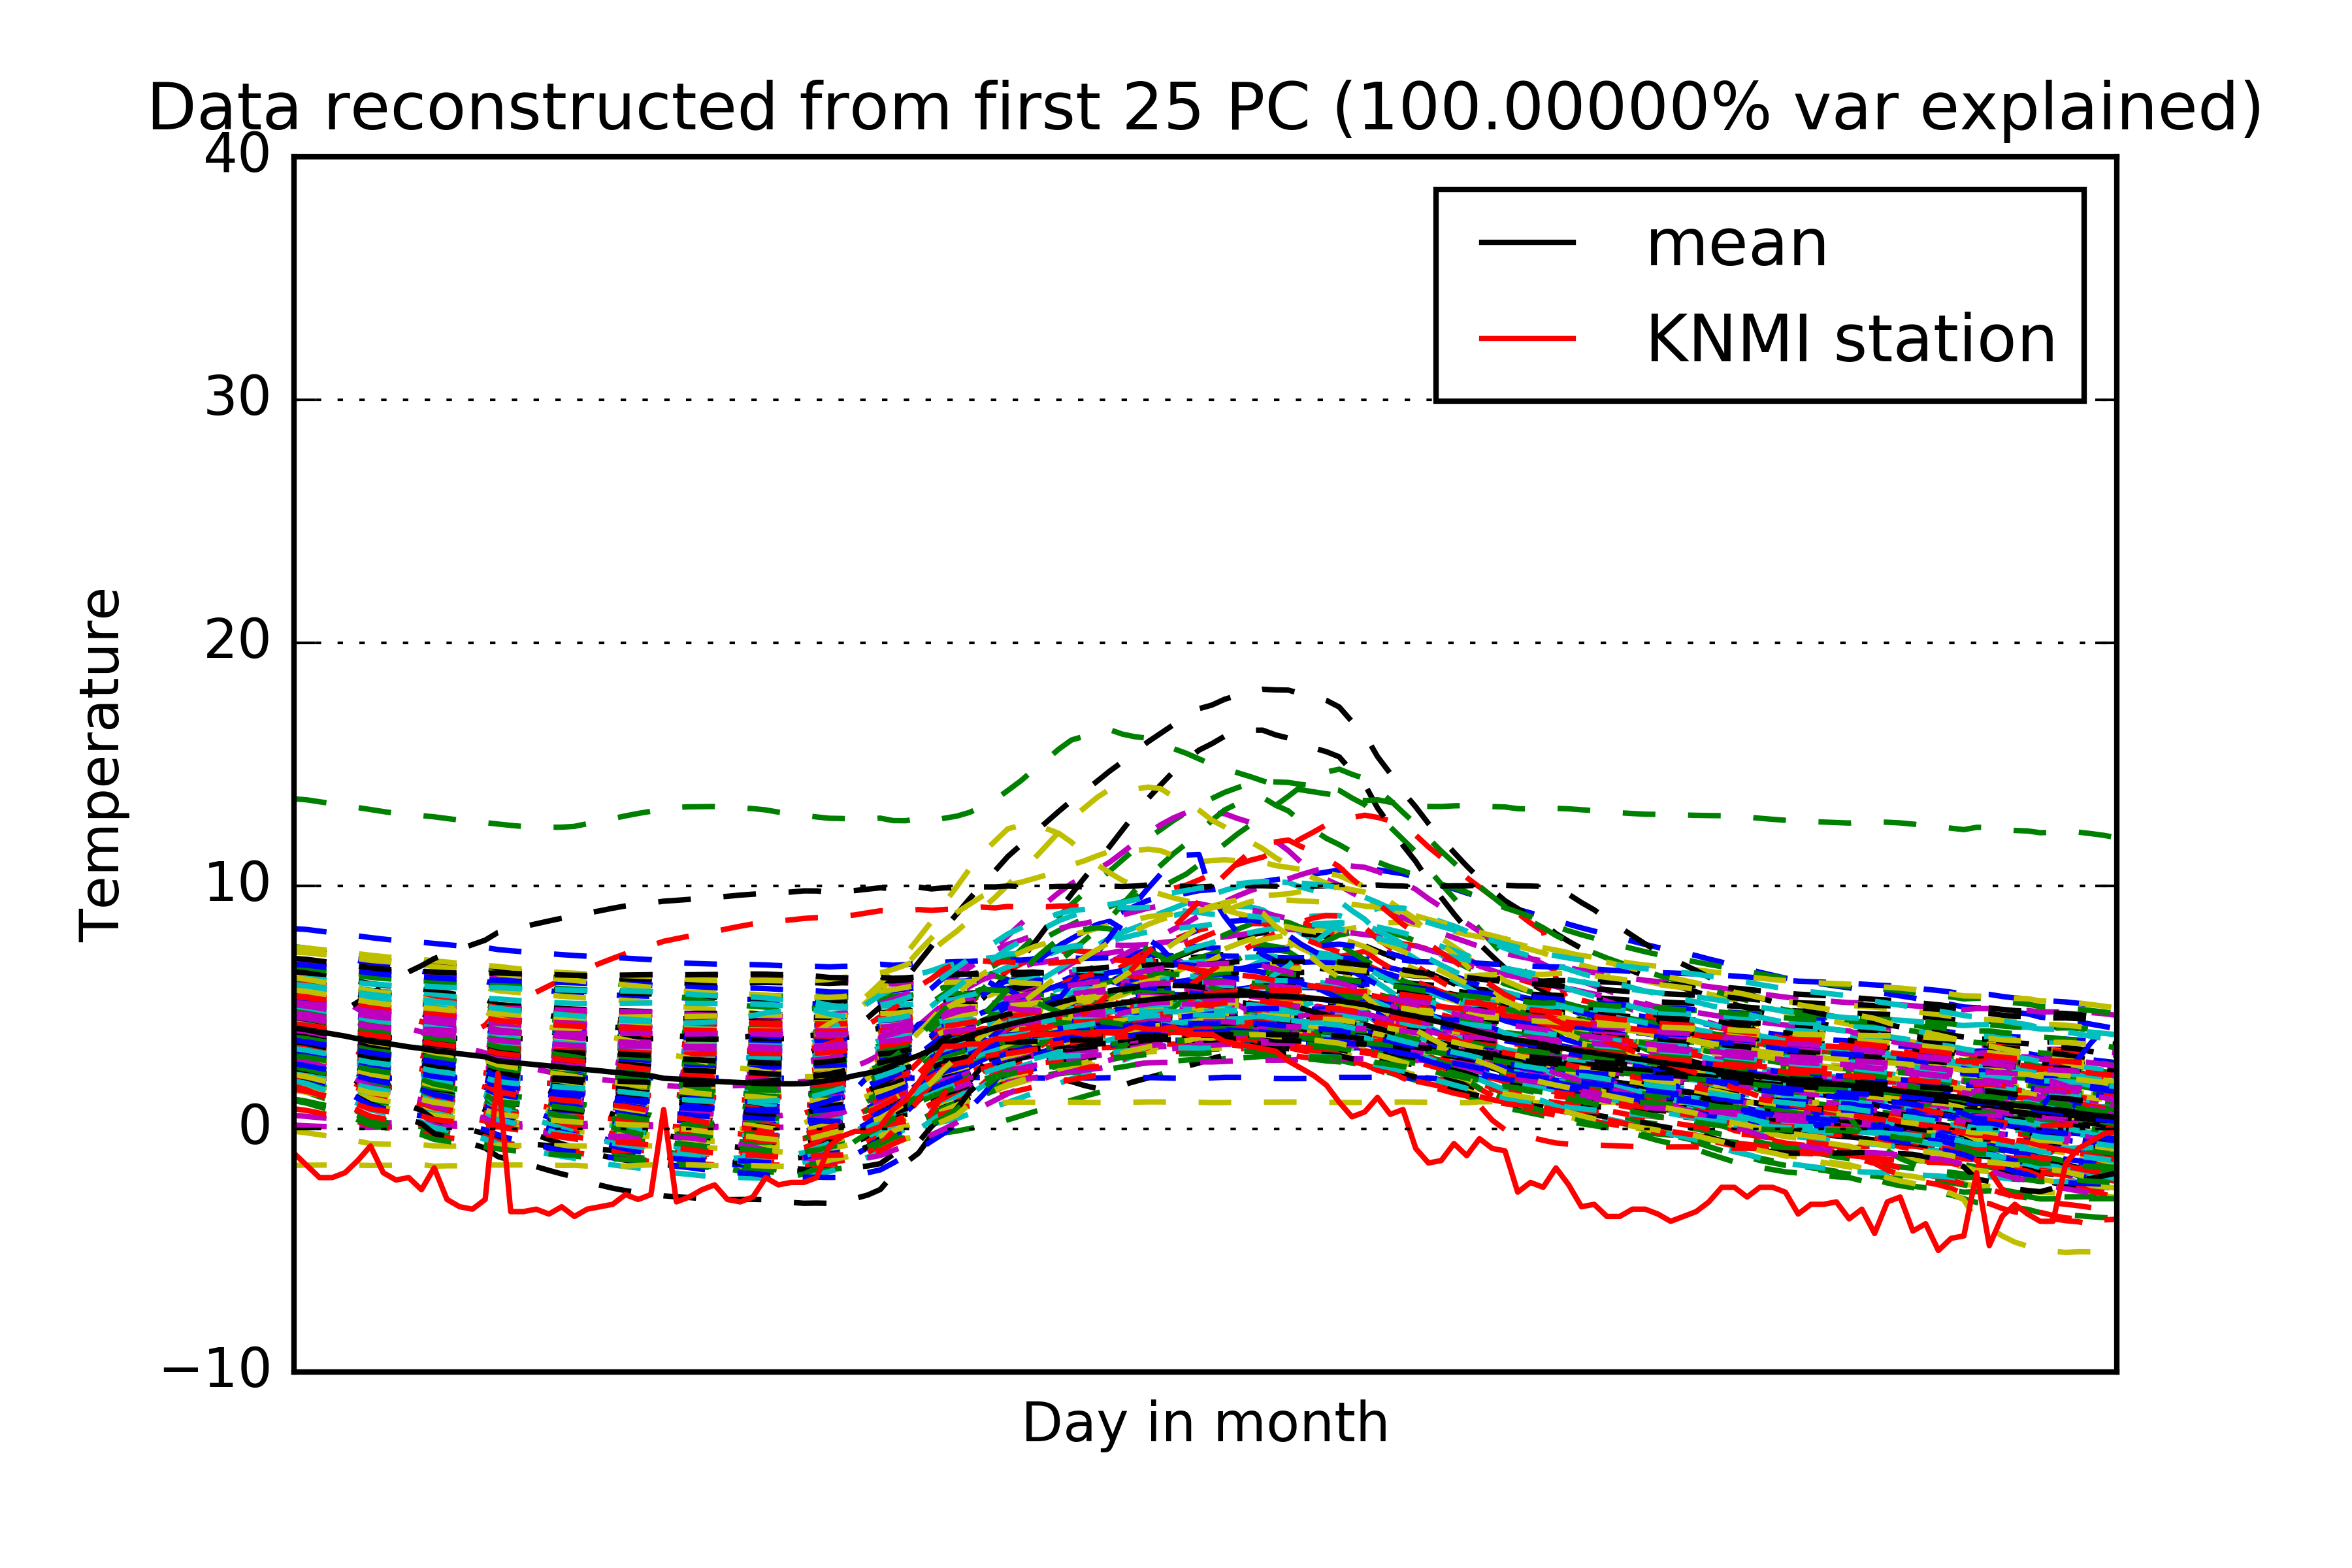 Data reconstructed from first 25 PC (100.00000% var explained)
40
30
20
10
0
−10
Temperature
mean
KNMI station
Day in month